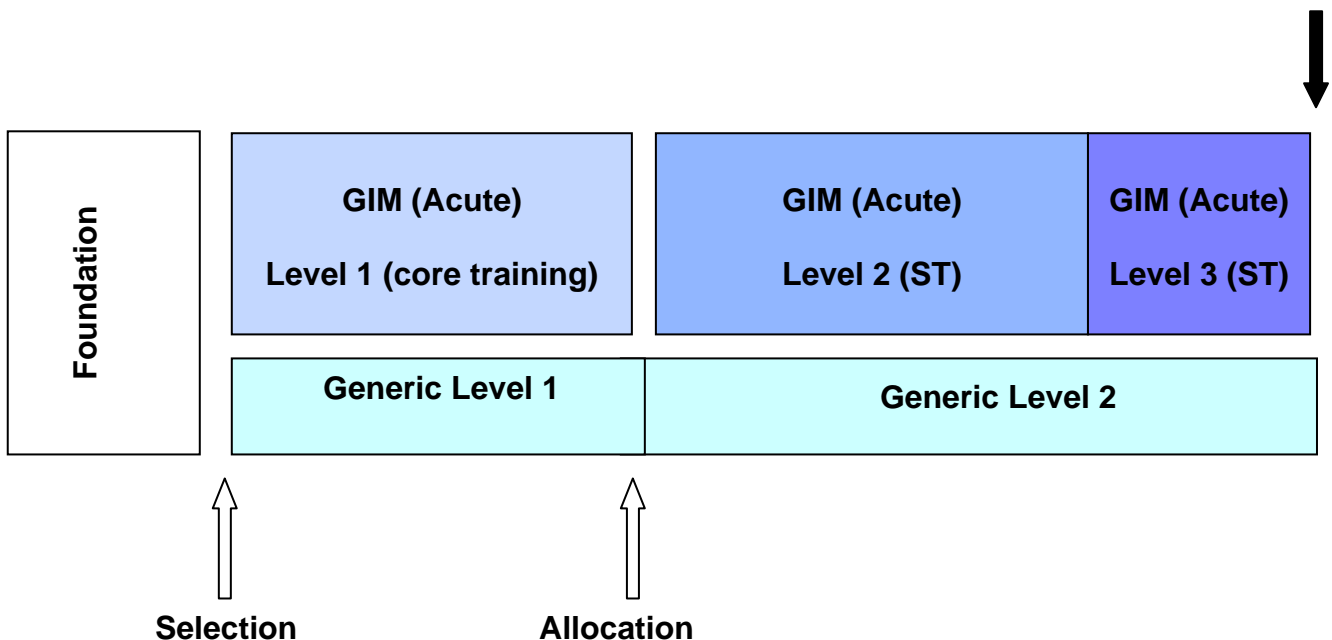 Foundation
GIM (Acute)
Level 1 (core training)
GIM (Acute)
Level 2 (ST)
GIM (Acute)
Level 3 (ST)
Generic Level 1
Generic Level 2
Selection
Allocation